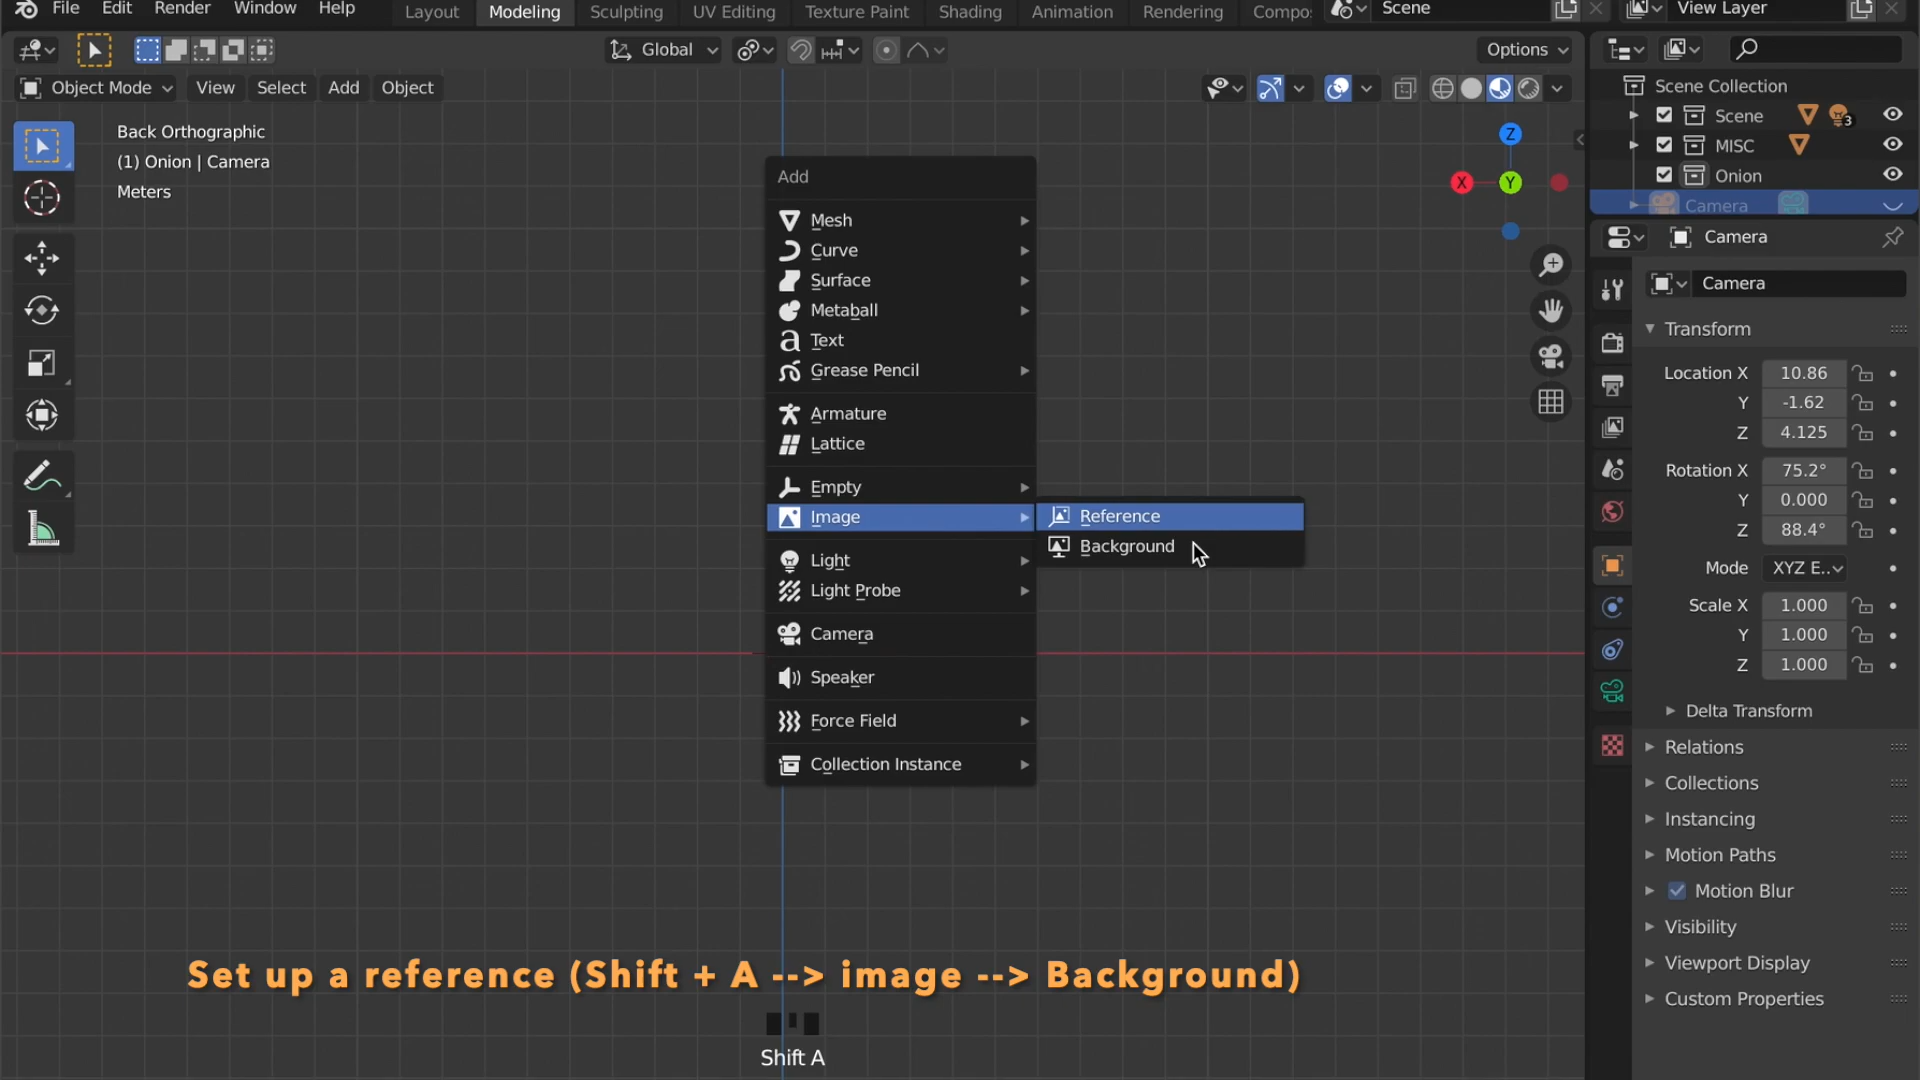 File Edit Render Window Help Layout Modeling Sculpting UV Editing Texture Paint Shading Animation Rendering Compo Scene View Layer
Global Options
Object Mode View Select Add Object
Back Orthographic
(1) Onion | Camera
Meters
Add
Mesh
Curve
Surface
Metaball
Text
Grease Pencil
Armature
Lattice
Empty
Image
Reference
Background
Light
Light Probe
Camera
Speaker
Force Field
Collection Instance
Z
X
Y
Scene Collection
Scene 3
MISC
Onion
Camera
Camera
Camera
Transform
Location X 10.86
Y -1.62
Z 4.125
Rotation X 75.2°
Y 0.000
Z 88.4°
Mode XYZ E..
Scale X 1.000
Y 1.000
Z 1.000
Delta Transform
Relations
Collections
Instancing
Motion Paths
Motion Blur
Visibility
Viewport Display
Custom Properties
Set up a reference (Shift + A --> image --> Background)
Shift A